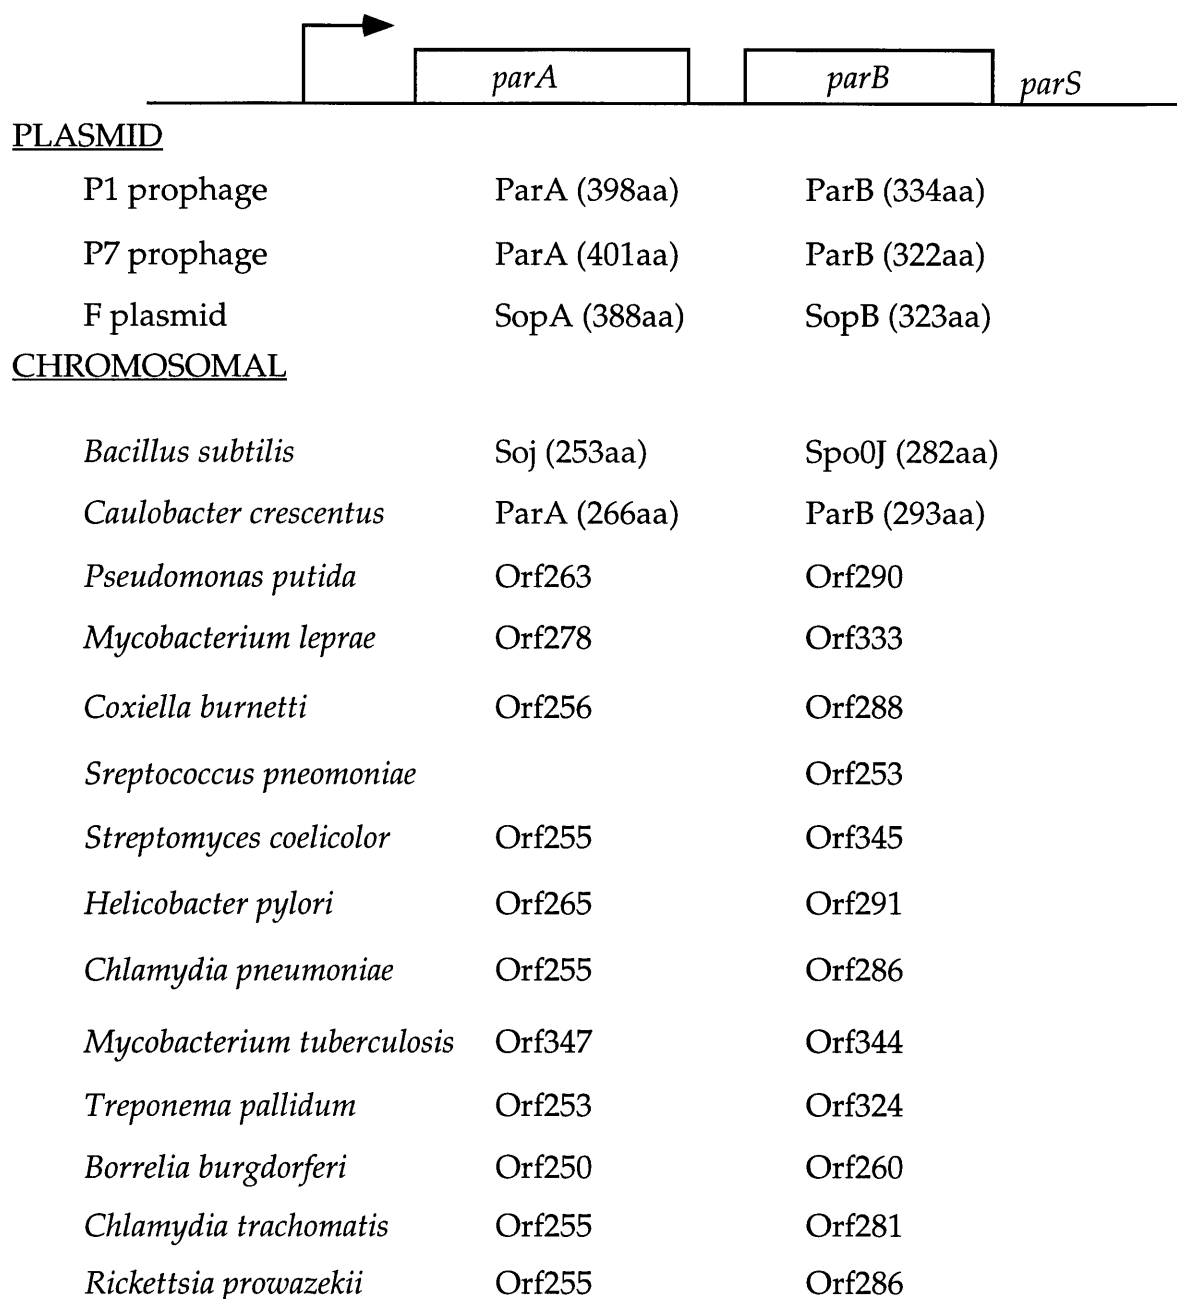 parA parB parS
PLASMID
P1 prophage ParA (398aa) ParB (334aa)
P7 prophage ParA (401aa) ParB (322aa)
F plasmid SopA (388aa) SopB (323aa)
CHROMOSOMAL
Bacillus subtilis Soj (253aa) Spo0J (282aa)
Caulobacter crescentus ParA (266aa) ParB (293aa)
Pseudomonas putida Orf263 Orf290
Mycobacterium leprae Orf278 Orf333
Coxiella burnetti Orf256 Orf288
Sreptococcus pneomoniae Orf253
Streptomyces coelicolor Orf255 Orf345
Helicobacter pylori Orf265 Orf291
Chlamydia pneumoniae Orf255 Orf286
Mycobacterium tuberculosis Orf347 Orf344
Treponema pallidum Orf253 Orf324
Borrelia burgdorferi Orf250 Orf260
Chlamydia trachomatis Orf255 Orf281
Rickettsia prowazekii Orf255 Orf286